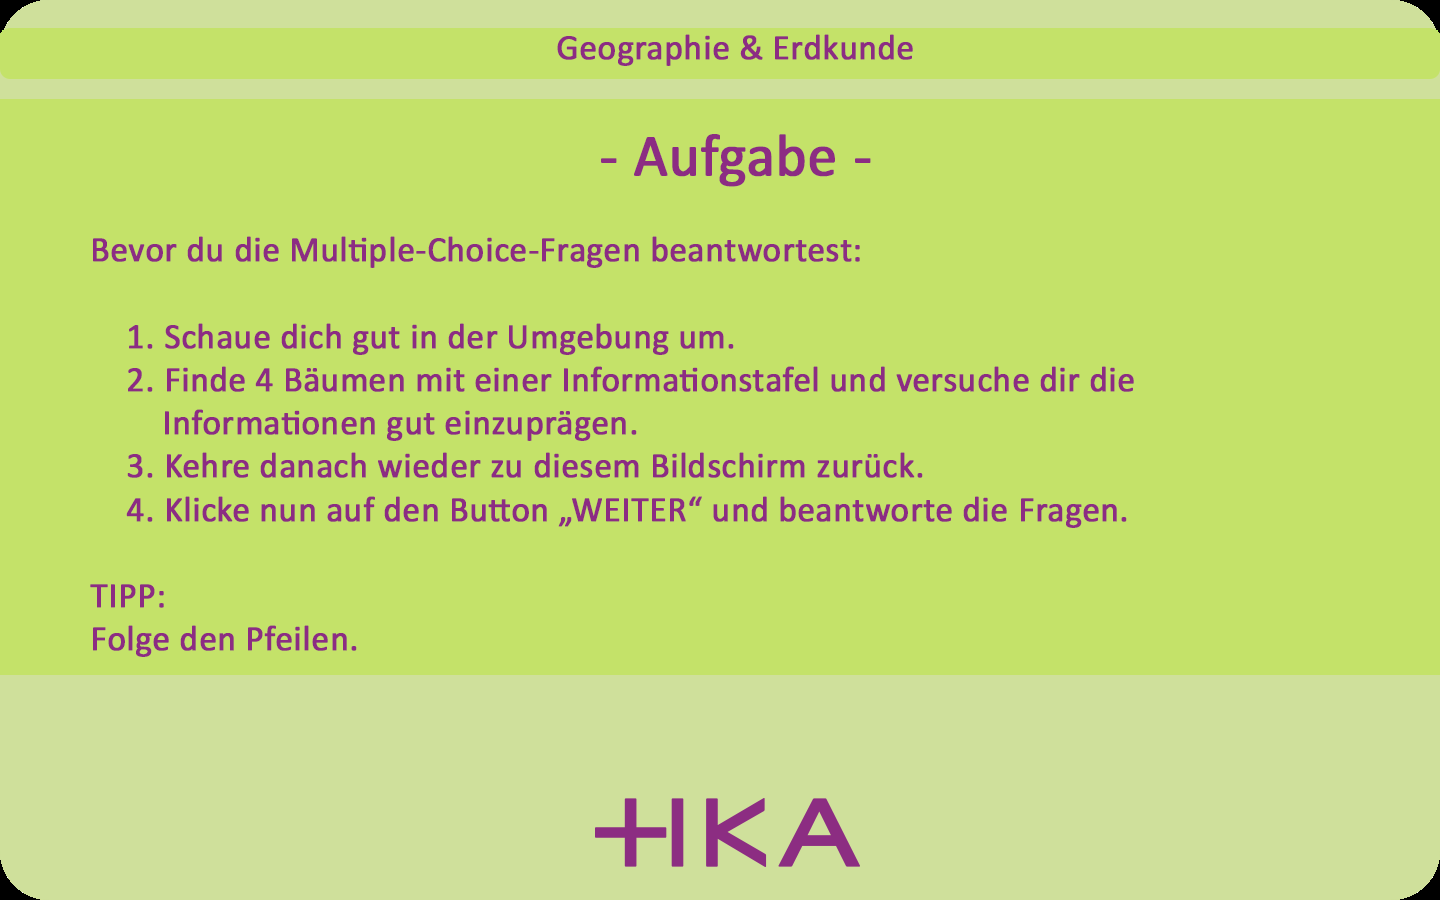 Geographie & Erdkunde
- Aufgabe -
Bevor du die Multiple-Choice-Fragen beantwortest:
1. Schaue dich gut in der Umgebung um.
2. Finde 4 Bäumen mit einer Informationstafel und versuche dir die
Informationen gut einzuprägen.
3. Kehre danach wieder zu diesem Bildschirm zurück.
4. Klicke nun auf den Button „WEITER“ und beantworte die Fragen.
TIPP:
Folge den Pfeilen.
HKA